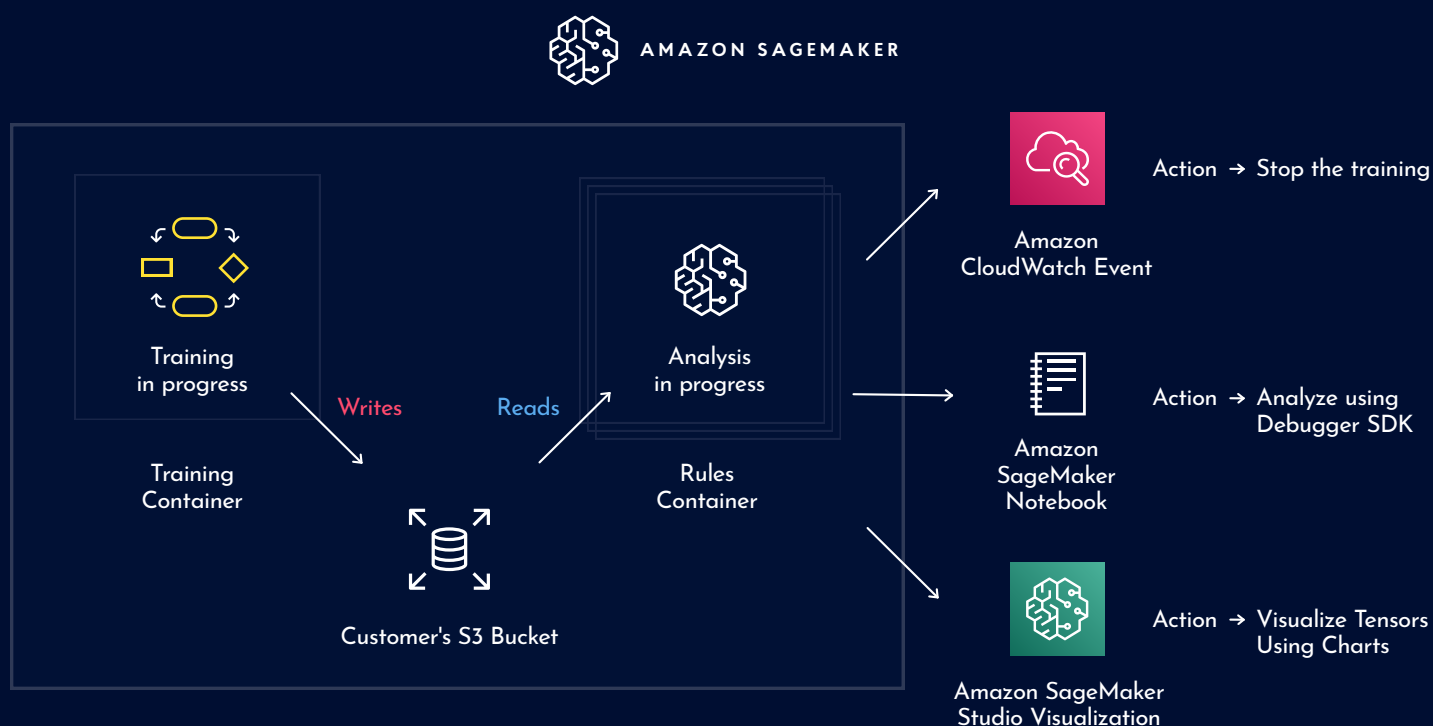 AMAZON SAGEMAKER
Training
in progress
Writes
Training
Container
Customer's S3 Bucket
Reads
Analysis
in progress
Rules
Container
Amazon
CloudWatch Event
Action → Stop the training
Amazon
SageMaker
Notebook
Action → Analyze using
Debugger SDK
Amazon SageMaker
Studio Visualization
Action → Visualize Tensors
Using Charts